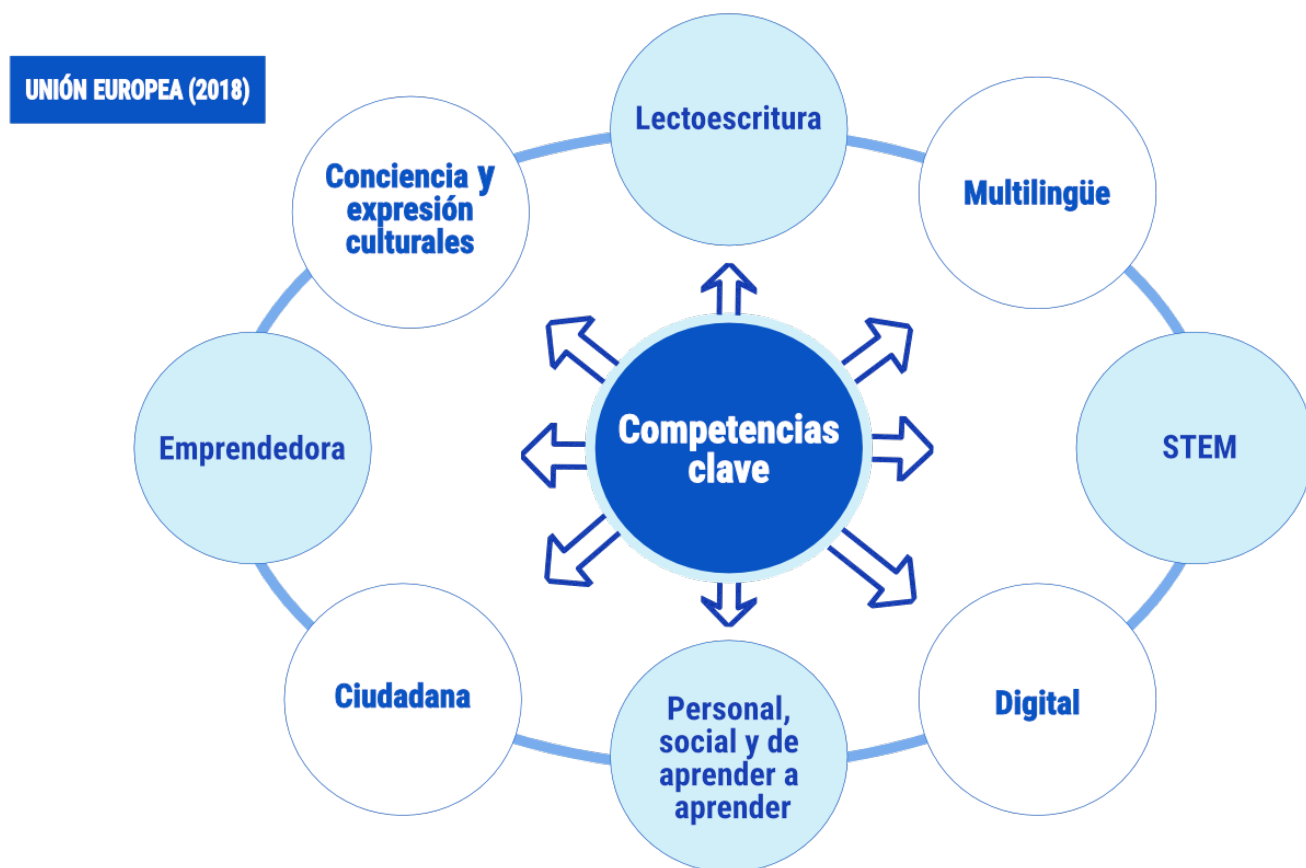 UNIÓN EUROPEA (2018)
Lectoescritura
Multilingüe
STEM
Digital
Personal,
social y de
aprender a
aprender
Ciudadana
Emprendedora
Conciencia y
expresión
culturales
Competencias
clave